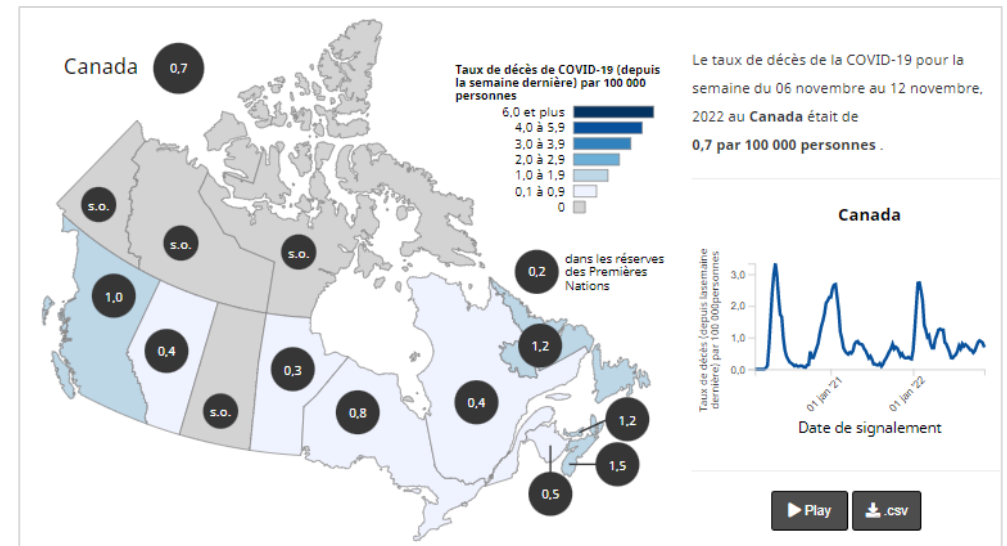 Canada
0,7
Taux de décès de COVID-19 (depuis
la semaine dernière) par 100 000
personnes
6,0 et plus
4,0 à 5,9
3,0 à 3,9
2,0 à 2,9
1,0 à 1,9
0,1 à 0,9
0
s.o.
s.o.
s.o.
0,2
dans les réserves
des Premières
Nations
1,0
0,4
s.o.
0,3
0,8
0,4
1,2
1,2
1,5
0,5
Le taux de décès de la COVID-19 pour la
semaine du 06 novembre au 12 novembre,
2022 au Canada était de
0,7 par 100 000 personnes .
Canada
Taux de décès (depuis lasemaine
dernière) par 100 000personnes
3,0
2,0
1,0
0,0
01 jan '21
01 jan '22
Date de signalement
Play
.csv